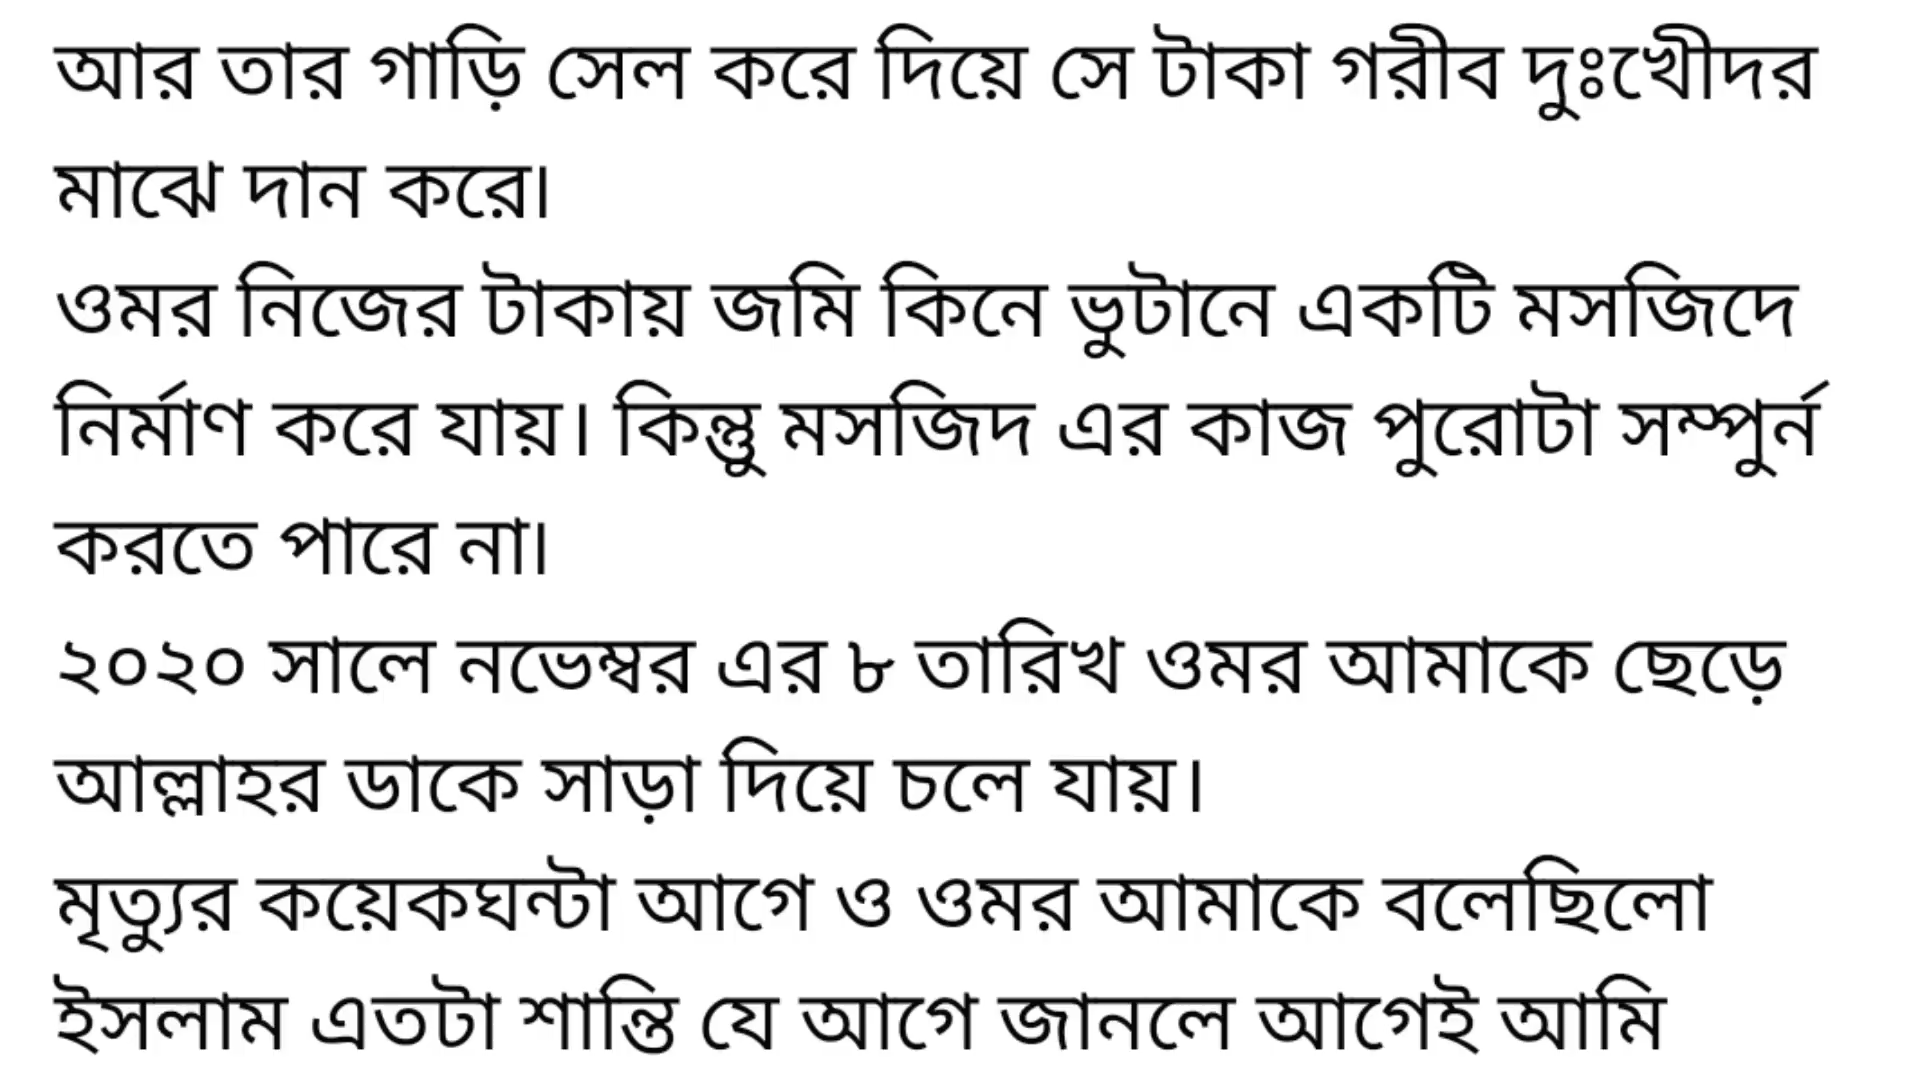 আর তার গাড়ি সেল করে দিয়ে সে টাকা গরীব দুঃখীেদর
মাঝে দান করে।
ওমর নিজের টাকায় জমি কিনে ভুটানে একটি মসজিদে
নির্মাণ করে যায়। কিন্তু মসজিদ এর কাজ পুরোটা সম্পুর্ন
করতে পারে না।
২০২০ সালে নভেম্বর এর ৮ তারিখ ওমর আমাকে ছেড়ে
আল্লাহর ডাকে সাড়া দিয়ে চলে যায়।
মৃত্যুর কয়েকঘন্টা আগে ও ওমর আমাকে বলেছিলো
ইসলাম এতটা শান্তি যে আগে জানলে আগেই আমি